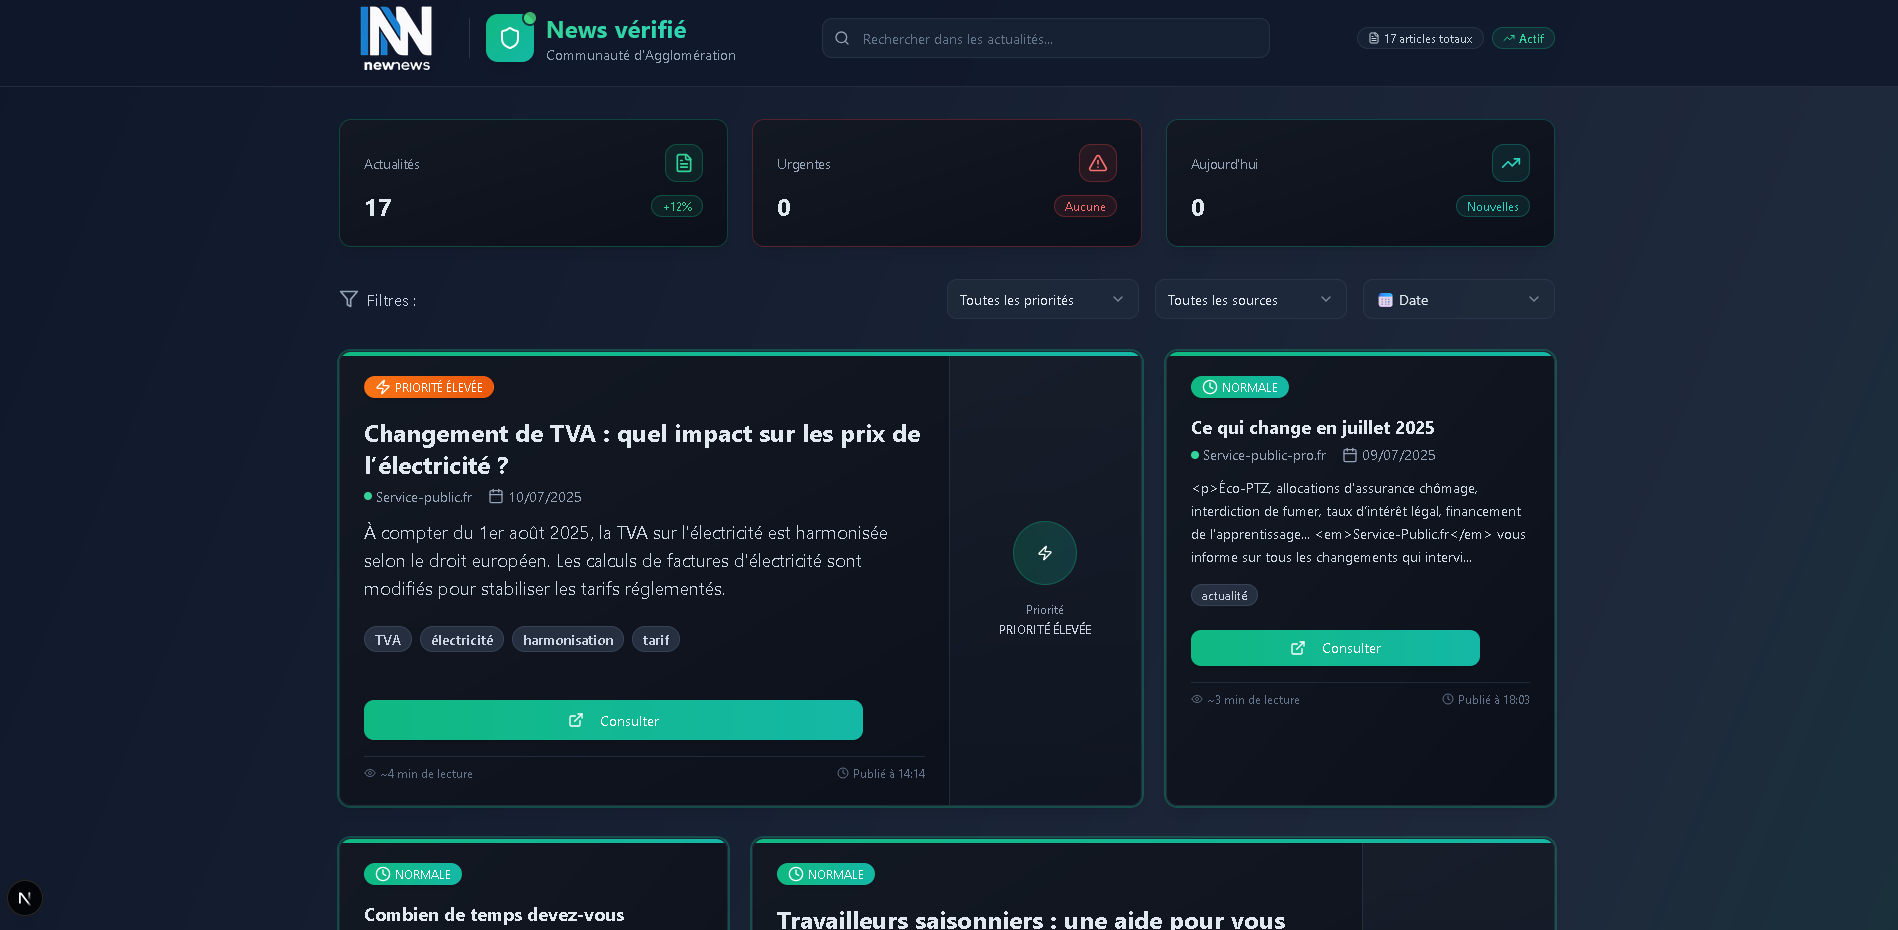 newnews
News vérifié
Communauté d'Agglomération
Rechercher dans les actualités...
17 articles totaux
Actif
Actualités
17
+12%
Urgentes
0
Aucune
Aujourd'hui
0
Nouvelles
Filtres :
Toutes les priorités
Toutes les sources
Date
PRIORITÉ ÉLEVÉE
Changement de TVA : quel impact sur les prix de
l’électricité ?
Service-public.fr
10/07/2025
À compter du 1er août 2025, la TVA sur l'électricité est harmonisée
selon le droit européen. Les calculs de factures d'électricité sont
modifiés pour stabiliser les tarifs réglementés.
TVA
électricité
harmonisation
tarif
Consulter
~4 min de lecture
Publié à 14:14
Priorité
PRIORITÉ ÉLEVÉE
NORMALE
Ce qui change en juillet 2025
Service-public-pro.fr
09/07/2025
<p>Éco-PTZ, allocations d'assurance chômage,
interdiction de fumer, taux d’intérêt légal, financement
de l'apprentissage... <em>Service-Public.fr</em> vous
informe sur tous les changements qui intervi...
actualité
Consulter
~3 min de lecture
Publié à 18:03
NORMALE
Combien de temps devez-vous
NORMALE
Travailleurs saisonniers : une aide pour vous
N